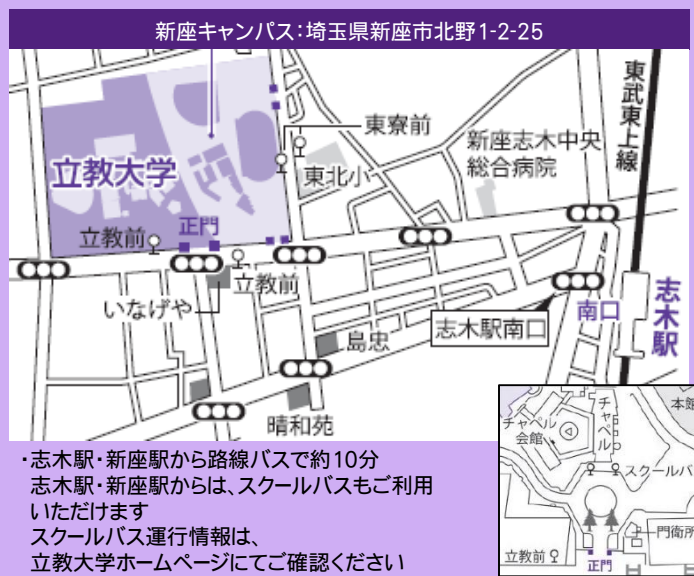 新座キャンパス:埼玉県新座市北野1-2-25
東武東上線
東寮前
新座志木中央
総合病院
立教大学
東北小
正門
立教前
立教前
いなげや
志木駅
南口
志木駅南口
島忠
晴和苑
チャペル
本館
チャペル
会館
スクールバ
門衛所
立教前
正門
・志木駅・新座駅から路線バスで約10分
志木駅・新座駅からは、スクールバスもご利用
いただけます
スクールバス運行情報は、
立教大学ホームページにてご確認ください